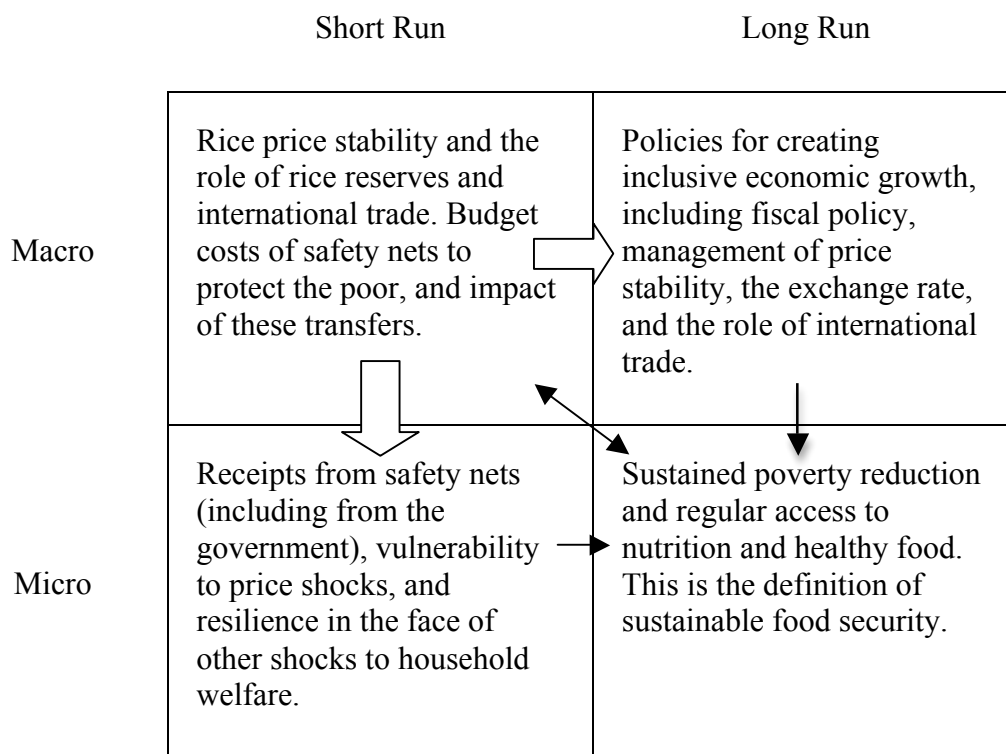 Short Run
Long Run
Macro
Rice price stability and the
role of rice reserves and
international trade. Budget
costs of safety nets to
protect the poor, and impact
of these transfers.
Policies for creating
inclusive economic growth,
including fiscal policy,
management of price
stability, the exchange rate,
and the role of international
trade.
Micro
Receipts from safety nets
(including from the
government), vulnerability
to price shocks, and
resilience in the face of
other shocks to household
welfare.
Sustained poverty reduction
and regular access to
nutrition and healthy food.
This is the definition of
sustainable food security.